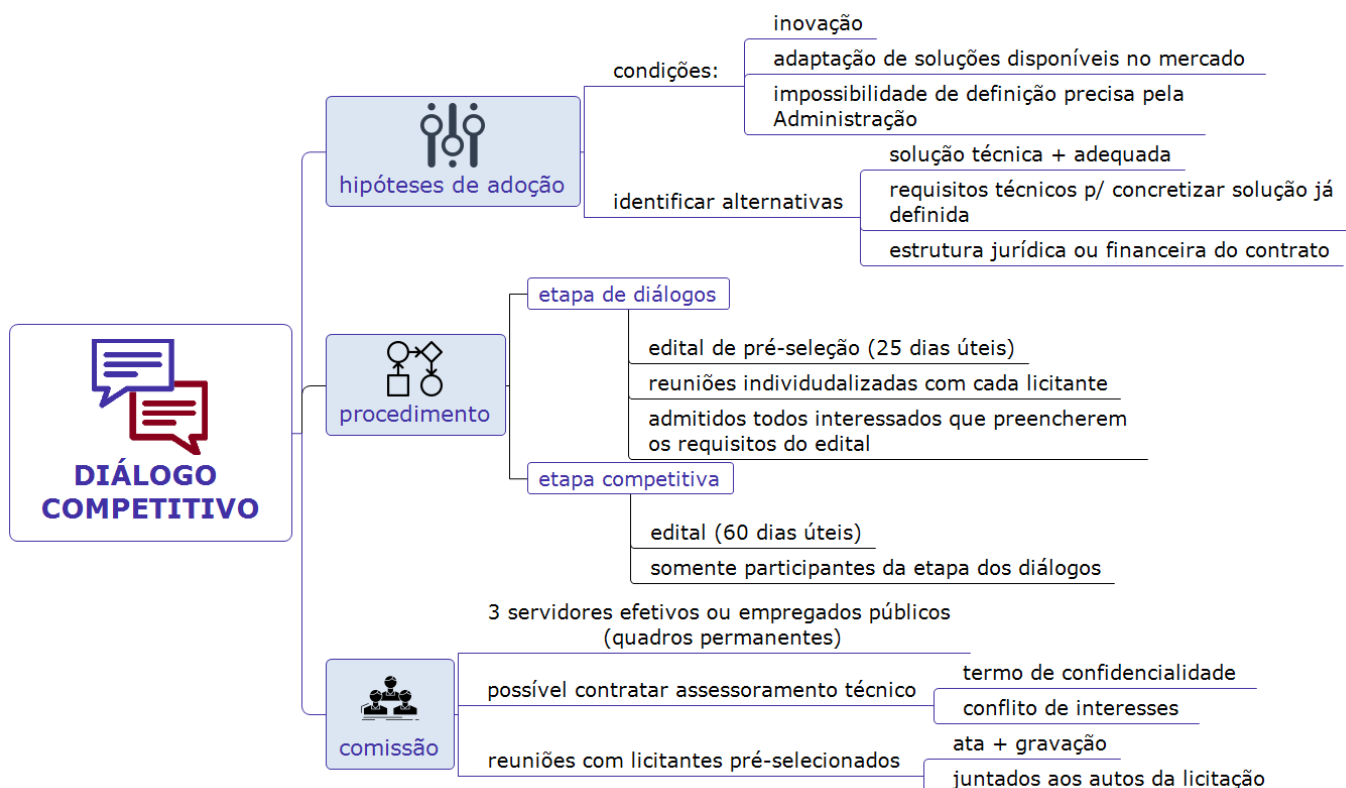 DIÁLOGO
COMPETITIVO
hipóteses de adoção
condições:
inovação
adaptação de soluções disponíveis no mercado
impossibilidade de definição precisa pela
Administração
identificar alternativas
solução técnica + adequada
requisitos técnicos p/ concretizar solução já
definida
estrutura jurídica ou financeira do contrato
procedimento
etapa de diálogos
edital de pré-seleção (25 dias úteis)
reuniões individudalizadas com cada licitante
admitidos todos interessados que preencherem
os requisitos do edital
etapa competitiva
edital (60 dias úteis)
somente participantes da etapa dos diálogos
comissão
3 servidores efetivos ou empregados públicos
(quadros permanentes)
possível contratar assessoramento técnico
termo de confidencialidade
conflito de interesses
reuniões com licitantes pré-selecionados
ata + gravação
juntados aos autos da licitação